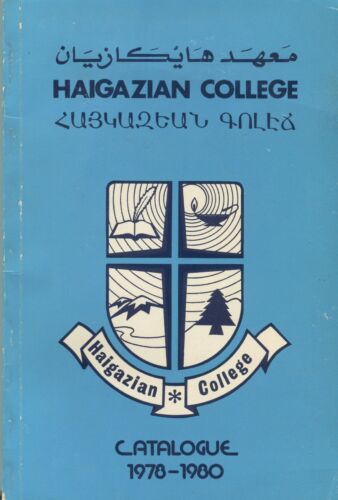 معهد هايكازيان
HAIGAZIAN COLLEGE
ՀԱՅԿԱԶԵԱՆ ԳՈԼԷՃ
Haigazian * College
CATALOGUE
1978-1980